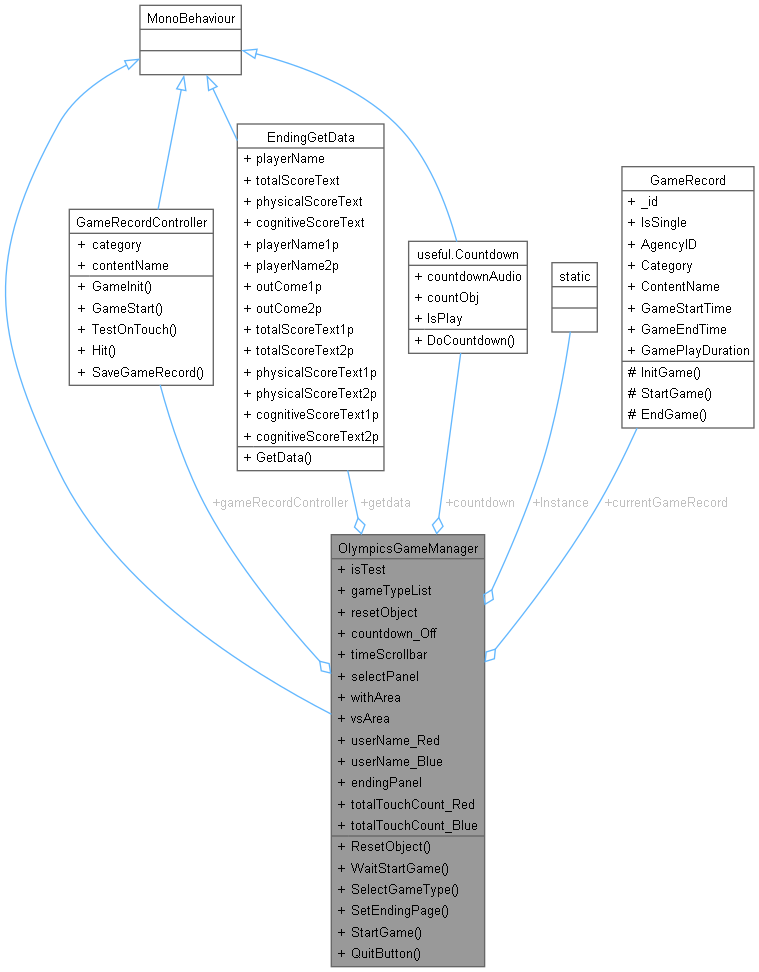 MonoBehaviour
EndingGetData
+ playerName
+ totalScoreText
+ physicalScoreText
+ cognitiveScoreText
+ playerName1p
+ playerName2p
+ outCome1p
+ outCome2p
+ totalScoreText1p
+ totalScoreText2p
+ physicalScoreText1p
+ physicalScoreText2p
+ cognitiveScoreText1p
+ cognitiveScoreText2p
+ GetData()
GameRecord
+ _id
+ IsSingle
+ AgencyID
+ Category
+ ContentName
+ GameStartTime
+ GameEndTime
+ GamePlayDuration
# InitGame()
# StartGame()
# EndGame()
GameRecordController
+ category
+ contentName
+ GameInit()
+ GameStart()
+ TestOnTouch()
+ Hit()
+ SaveGameRecord()
useful.Countdown
+ countdownAudio
+ countObj
+ IsPlay
+ DoCountdown()
static
+gameRecordController
+getdata
+countdown
+Instance
+currentGameRecord
OlympicsGameManager
+ isTest
+ gameTypeList
+ resetObject
+ countdown_Off
+ timeScrollbar
+ selectPanel
+ withArea
+ vsArea
+ userName_Red
+ userName_Blue
+ endingPanel
+ totalTouchCount_Red
+ totalTouchCount_Blue
+ ResetObject()
+ WaitStartGame()
+ SelectGameType()
+ SetEndingPage()
+ StartGame()
+ QuitButton()